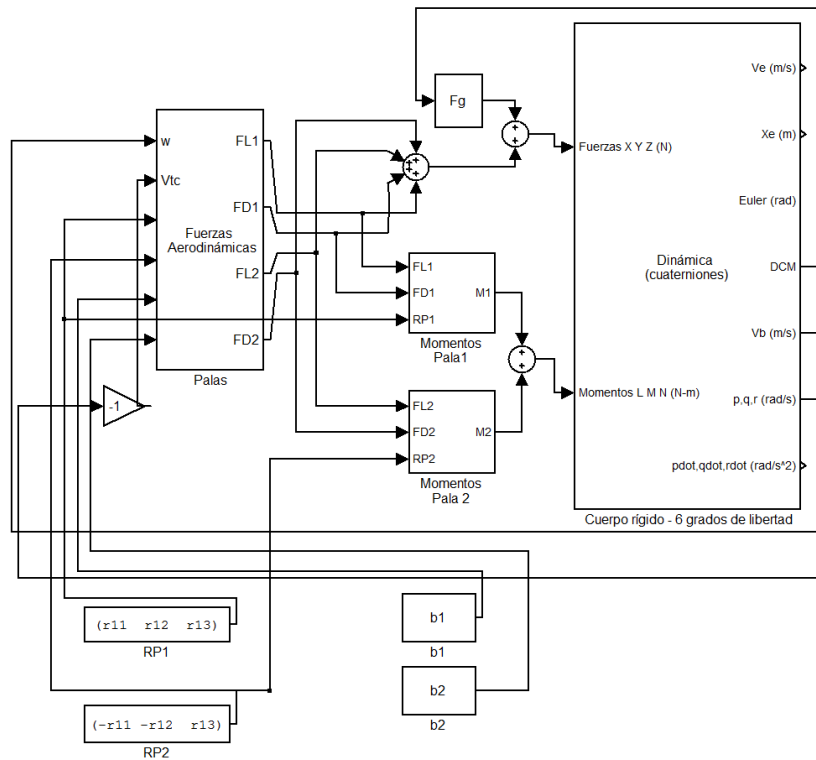 Fg
+
+
w
Vtc
FL1
FD1
FL2
FD2
Fuerzas
Aerodinámicas
Palas
+
+
+
+
Fuerzas X Y Z (N)
Momentos L M N (N-m)
Dinámica
(cuaterniones)
Ve (m/s)
Xe (m)
Euler (rad)
DCM
Vb (m/s)
p,q,r (rad/s)
pdot,qdot,rdot (rad/s^2)
Cuerpo rígido - 6 grados de libertad
FL1
FD1
RP1
M1
Momentos
Pala1
+
+
FL2
FD2
RP2
M2
Momentos
Pala 2
-1
(r11 r12 r13)
RP1
(-r11 -r12 r13)
RP2
b1
b1
b2
b2